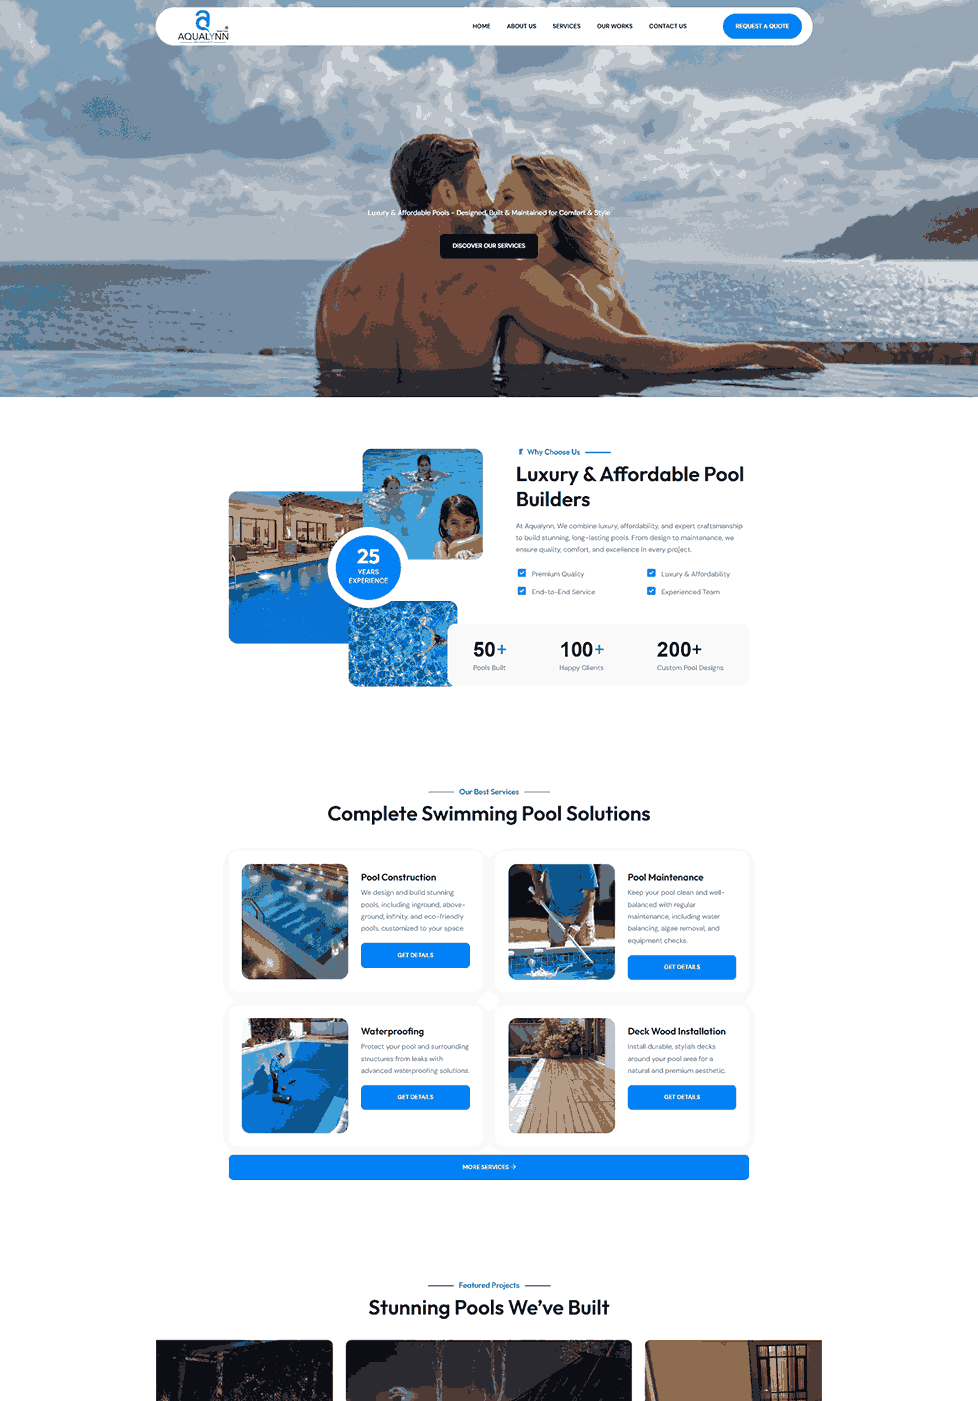 AQUALYNN
HOME ABOUT US SERVICES OUR WORKS CONTACT US REQUEST A QUOTE
Luxury & Affordable Pools – Designed, Built & Maintained for Comfort & Style
DISCOVER OUR SERVICES
Why Choose Us
Luxury & Affordable Pool
Builders
At Aqualynn, We combine luxury, affordability, and expert craftsmanship
to build stunning, long-lasting pools. From design to maintenance, we
ensure quality, comfort, and excellence in every project.
Premium Quality
Luxury & Affordability
End-to-End Service
Experienced Team
25
YEARS
EXPERIENCE
50+
Pools Built
100+
Happy Clients
200+
Custom Pool Designs
Our Best Services
Complete Swimming Pool Solutions
Pool Construction
We design and build stunning
pools, including inground, above-
ground, infinity, and eco-friendly
pools, customized to your space.
GET DETAILS
Pool Maintenance
Keep your pool clean and well-
balanced with regular
maintenance, including water
balancing, algae removal, and
equipment checks.
GET DETAILS
Waterproofing
Protect your pool and surrounding
structures from leaks with
advanced waterproofing solutions.
GET DETAILS
Deck Wood Installation
Install durable, stylish decks
around your pool area for a
natural and premium aesthetic.
GET DETAILS
MORE SERVICES →
Featured Projects
Stunning Pools We've Built